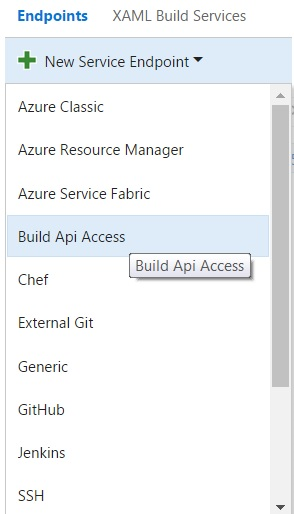 Endpoints XAML Build Services
New Service Endpoint
Azure Classic
Azure Resource Manager
Azure Service Fabric
Build Api Access
Build Api Access
Chef
External Git
Generic
GitHub
Jenkins
SSH